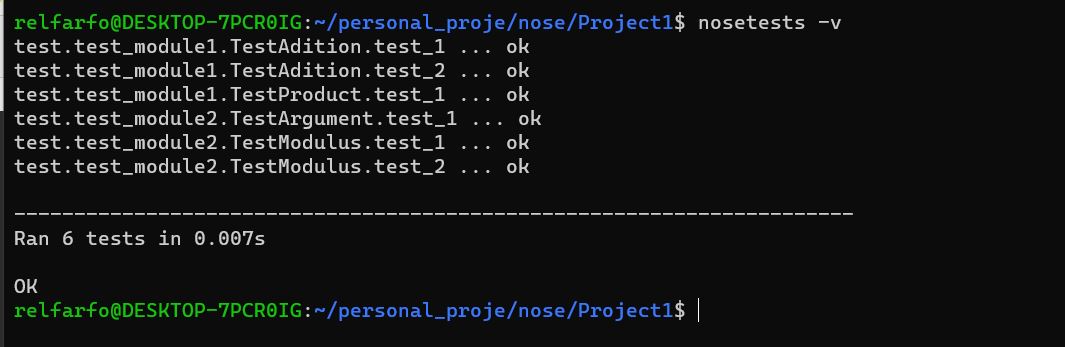 relfarfo@DESKTOP-7PCR0IG:~/personal_proje/nose/Project1$ nosetests -v
test.test_module1.TestAdition.test_1 ... ok
test.test_module1.TestAdition.test_2 ... ok
test.test_module1.TestProduct.test_1 ... ok
test.test_module2.TestArgument.test_1 ... ok
test.test_module2.TestModulus.test_1 ... ok
test.test_module2.TestModulus.test_2 ... ok
----------------------------------------------------------------------
Ran 6 tests in 0.007s
OK
relfarfo@DESKTOP-7PCR0IG:~/personal_proje/nose/Project1$